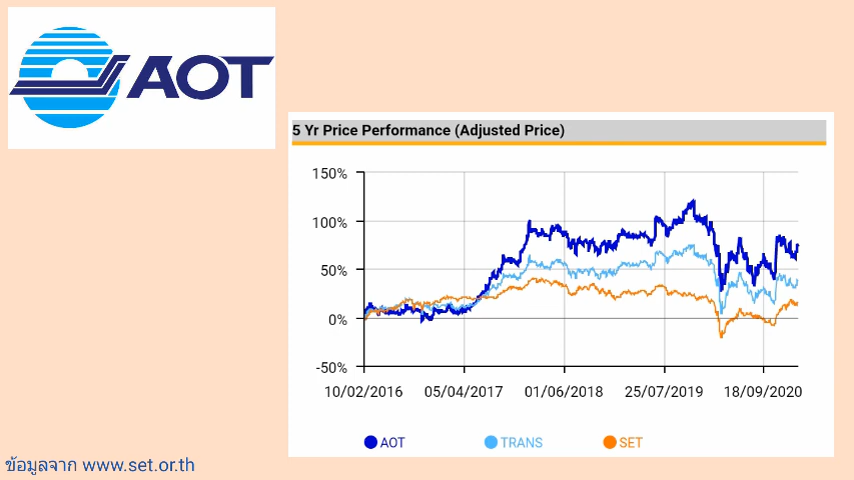 AOT
5 Yr Price Performance (Adjusted Price)
150%
100%
50%
0%
-50%
10/02/2016 05/04/2017 01/06/2018 25/07/2019 18/09/2020
AOT TRANS SET
ข้อมูลจาก www.set.or.th